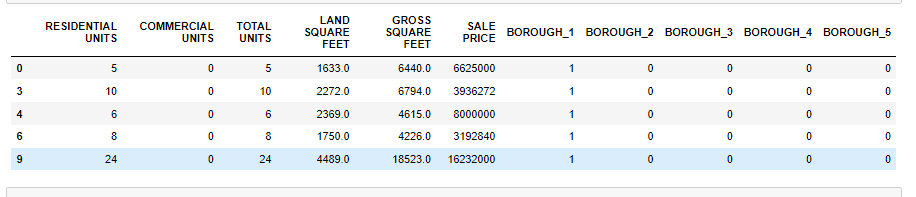 RESIDENTIAL UNITS COMMERCIAL UNITS TOTAL UNITS LAND SQUARE FEET GROSS SQUARE FEET SALE PRICE BOROUGH_1 BOROUGH_2 BOROUGH_3 BOROUGH_4 BOROUGH_5
0 5 0 5 1633.0 6440.0 6625000 1 0 0 0 0
3 10 0 10 2272.0 6794.0 3936272 1 0 0 0 0
4 6 0 6 2369.0 4615.0 8000000 1 0 0 0 0
6 8 0 8 1750.0 4226.0 3192840 1 0 0 0 0
9 24 0 24 4489.0 18523.0 16232000 1 0 0 0 0